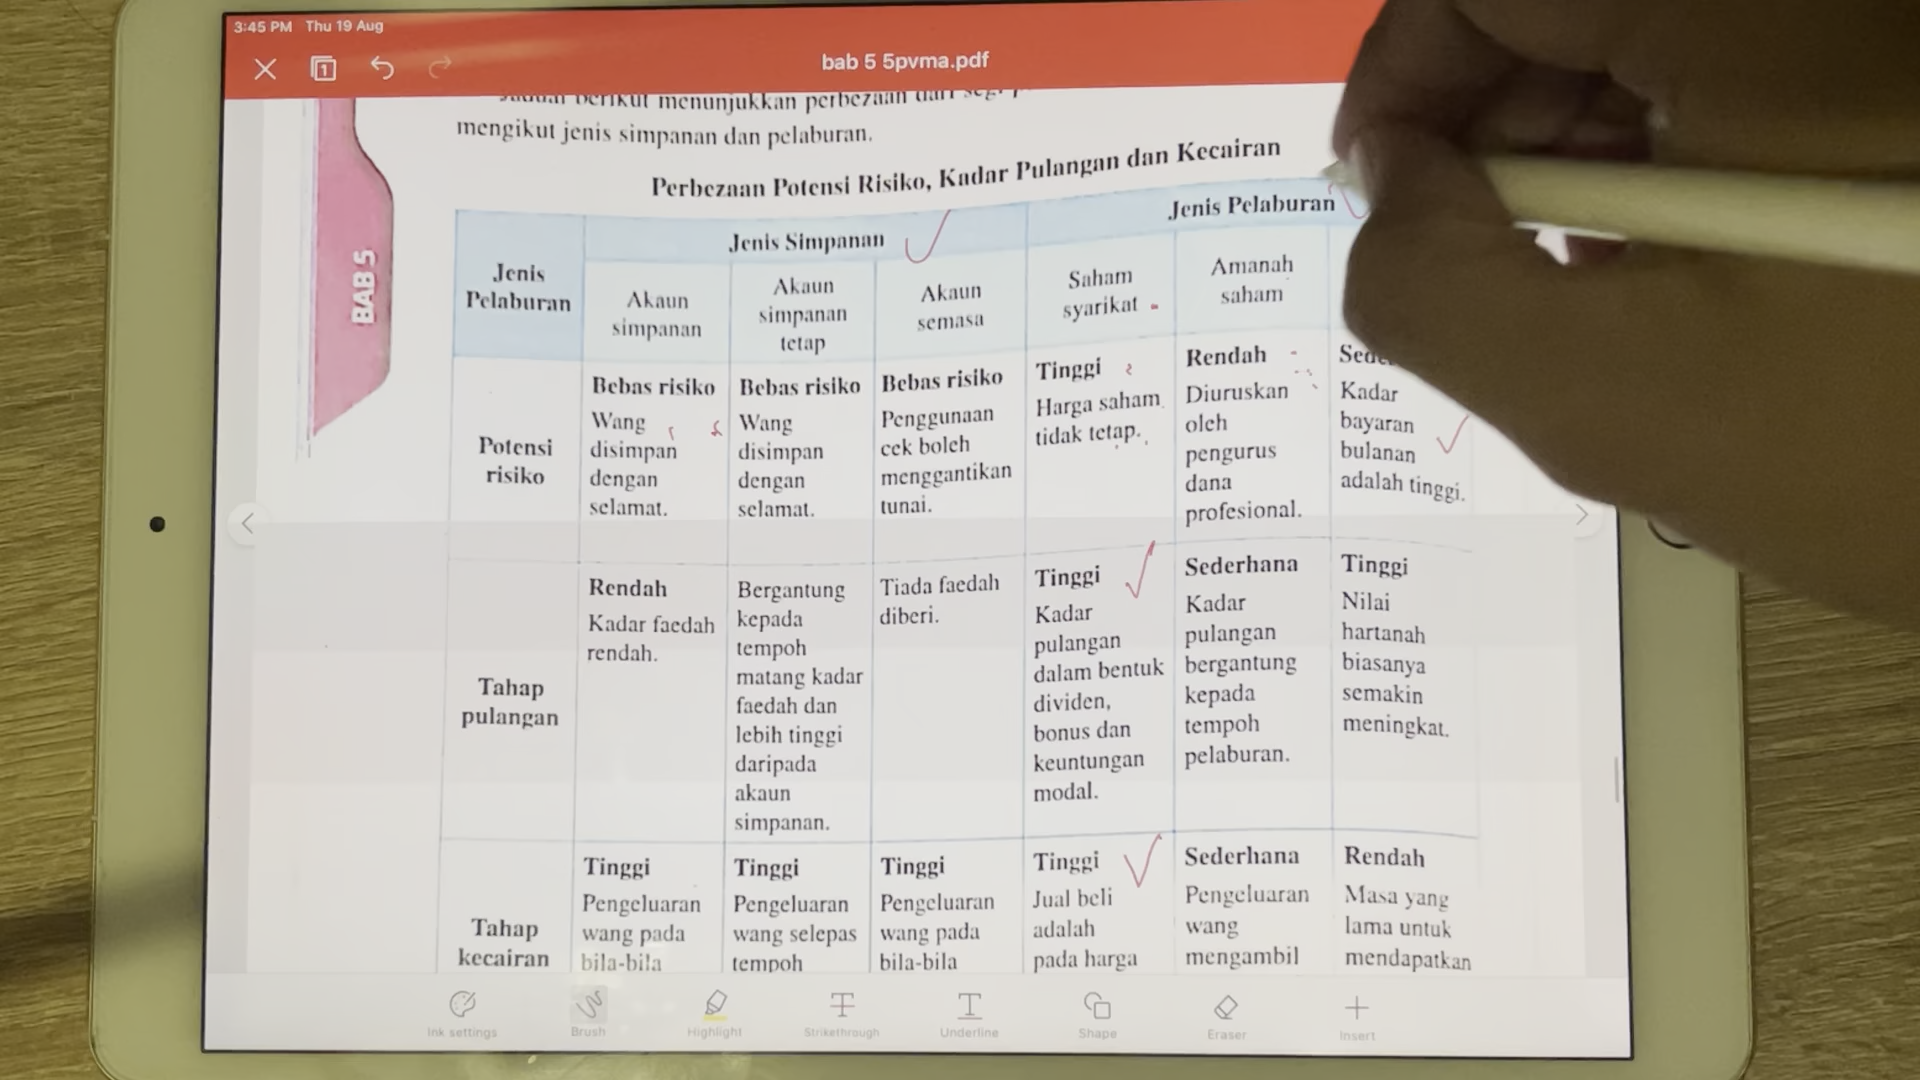 3:45 PM Thu 19 Aug
1
bab 5 5pvma.pdf
berikut menunjukkan perbezaan dari
mengikut jenis simpanan dan pelaburan.
Perbezaan Potensi Risiko, Kadar Pulangan dan Kecairan
BAB 5
Jenis
Pelaburan
Jenis Simpanan
Jenis Pelaburan
Akaun
simpanan
Akaun
simpanan
tetap
Akaun
semasa
Saham
syarikat
Amanah
saham
Potensi
risiko
Bebas risiko
Wang
disimpan
dengan
selamat.
Bebas risiko
Wang
disimpan
dengan
selamat.
Bebas risiko
Penggunaan
cek boleh
menggantikan
tunai.
Tinggi
Harga saham
tidak tetap.
Rendah
Diuruskan
oleh
pengurus
dana
profesional.
Kadar
bayaran
bulanan
adalah tinggi.
Tahap
pulangan
Rendah
Kadar faedah
rendah.
Bergantung
kepada
tempoh
matang kadar
faedah dan
lebih tinggi
daripada
akaun
simpanan.
Tiada faedah
diberi.
Tinggi
Kadar
pulangan
dalam bentuk
dividen,
bonus dan
keuntungan
modal.
Sederhana
Kadar
pulangan
bergantung
kepada
tempoh
pelaburan.
Tinggi
Nilai
hartanah
biasanya
semakin
meningkat.
Tahap
kecairan
Tinggi
Pengeluaran
wang pada
bila-bila
Tinggi
Pengeluaran
wang selepas
tempoh
Tinggi
Pengeluaran
wang pada
bila-bila
Tinggi
Jual beli
adalah
pada harga
Sederhana
Pengeluaran
wang
mengambil
Rendah
Masa yang
lama untuk
mendapatkan
Ink settings
Brush
Highlight
Strikethrough
Underline
Shape
Eraser
Insert